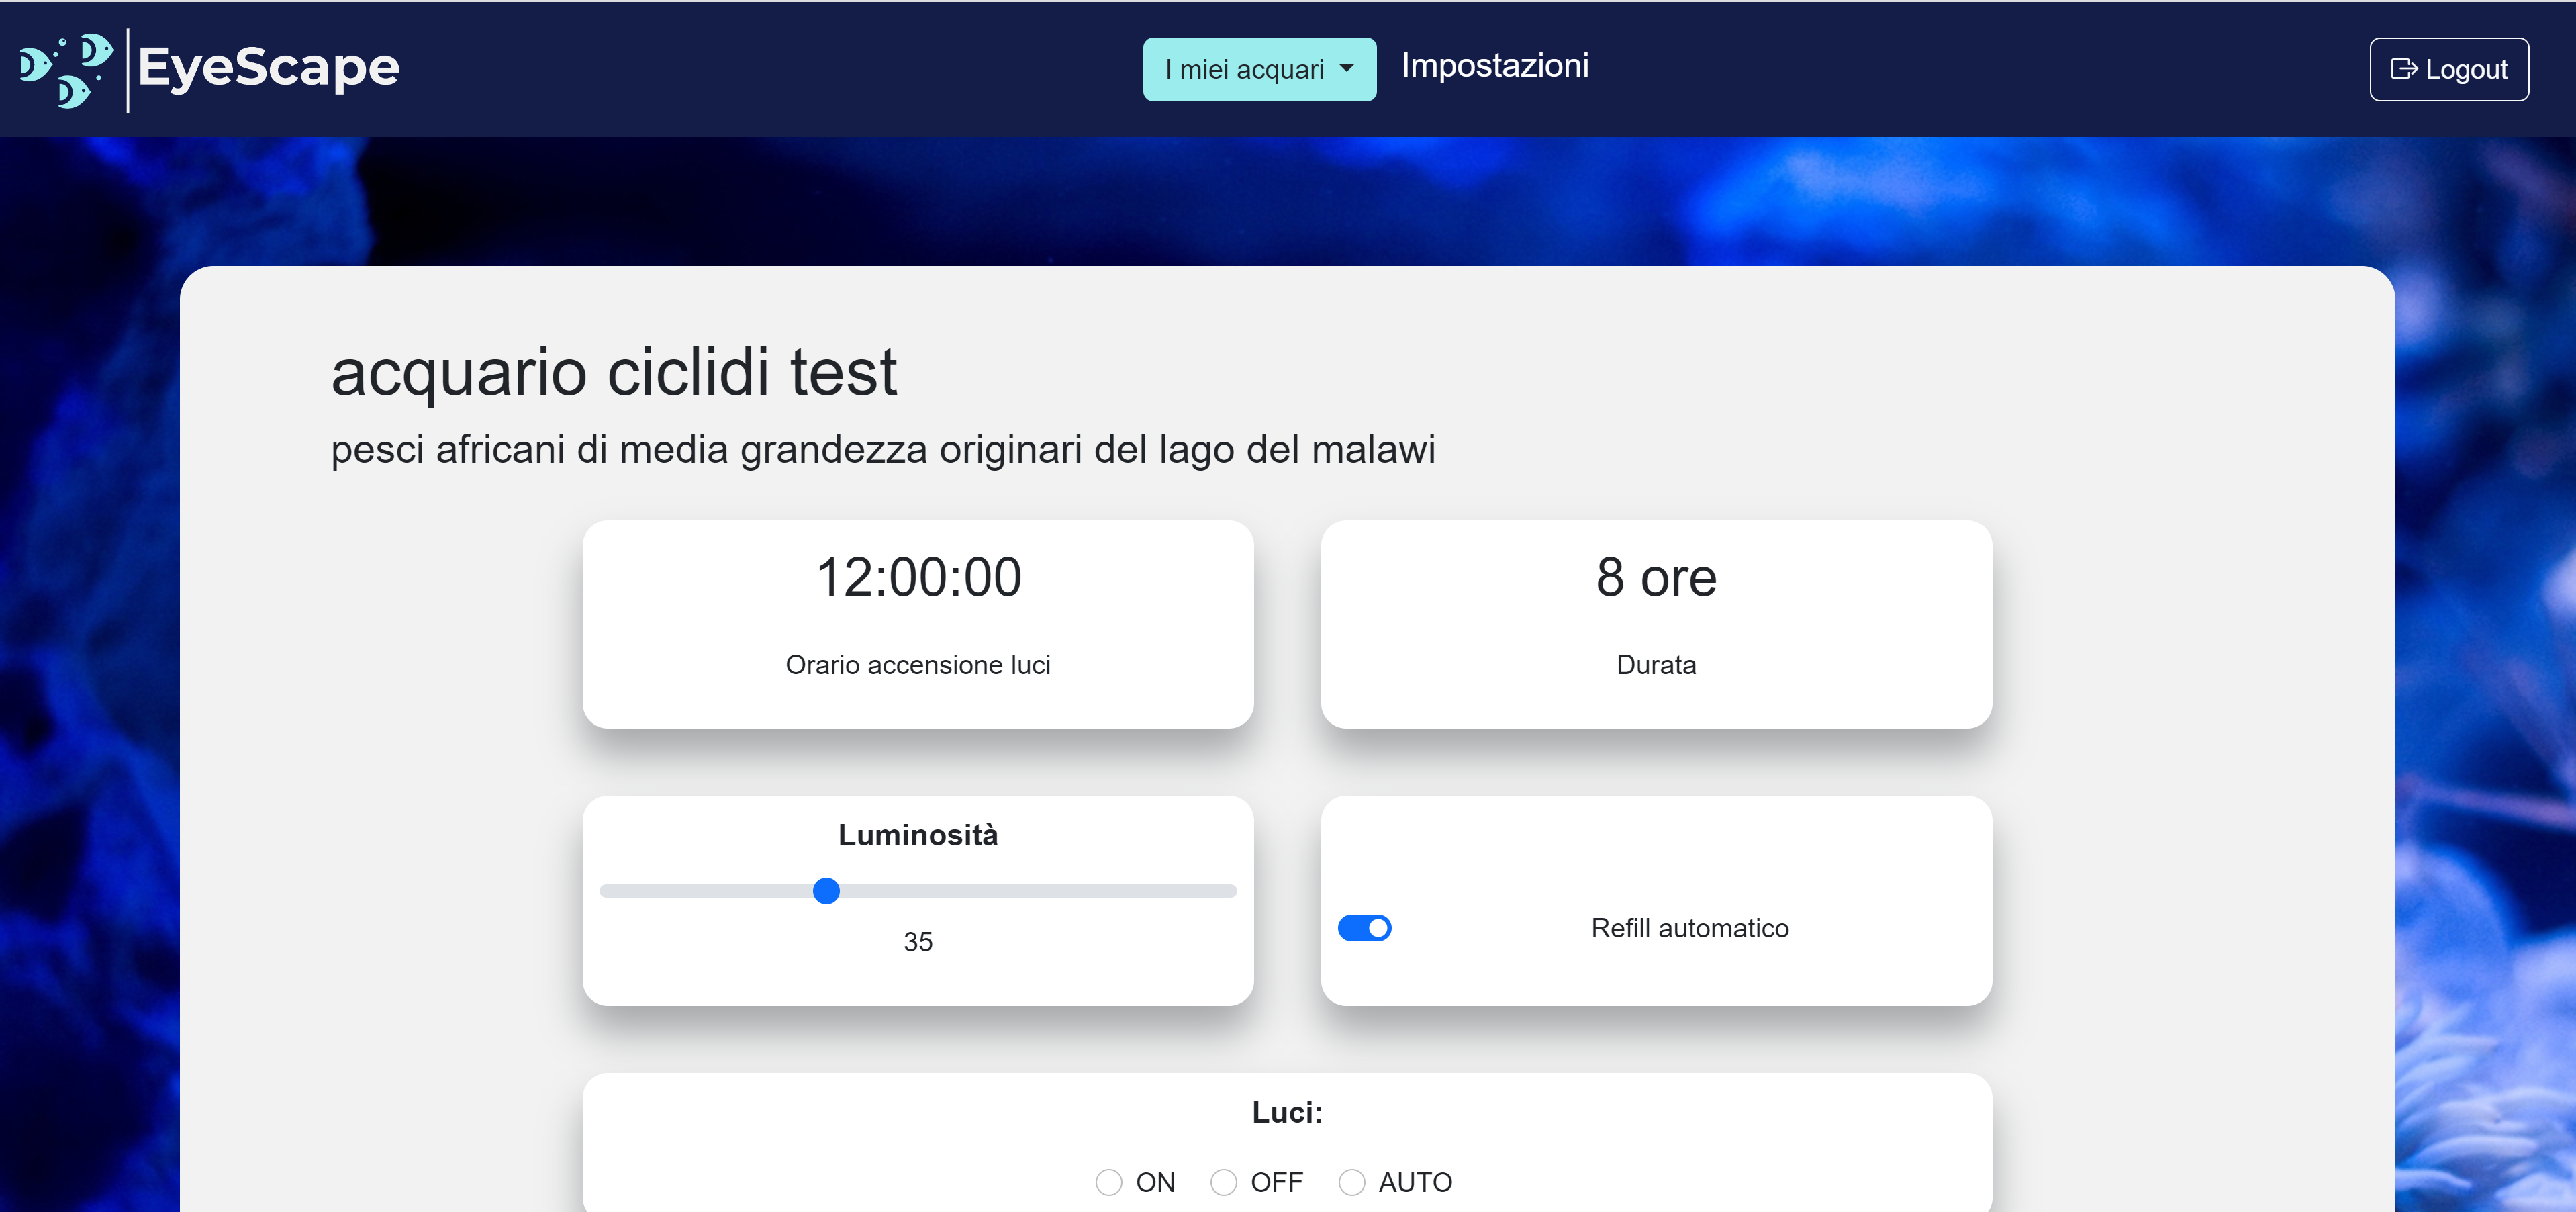 EyeScape
I miei acquari
Impostazioni
Logout
acquario ciclidi test
pesci africani di media grandezza originari del lago del malawi
12:00:00
Orario accensione luci
8 ore
Durata
Luminosità
35
Refill automatico
Luci:
ON OFF AUTO